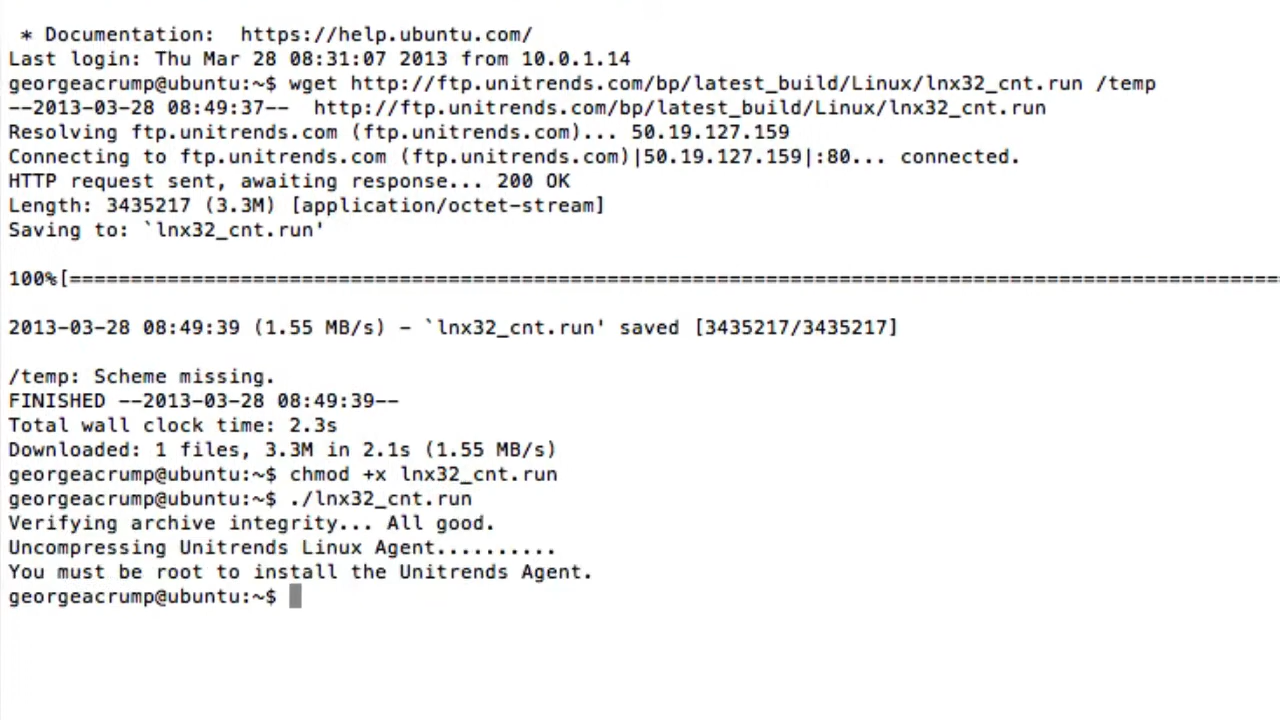 * Documentation:  https://help.ubuntu.com/
Last login: Thu Mar 28 08:31:07 2013 from 10.0.1.14
georgeacrump@ubuntu:~$ wget http://ftp.unitrends.com/bp/latest_build/Linux/lnx32_cnt.run /temp
--2013-03-28 08:49:37--  http://ftp.unitrends.com/bp/latest_build/Linux/lnx32_cnt.run
Resolving ftp.unitrends.com (ftp.unitrends.com)... 50.19.127.159
Connecting to ftp.unitrends.com (ftp.unitrends.com)|50.19.127.159|:80... connected.
HTTP request sent, awaiting response... 200 OK
Length: 3435217 (3.3M) [application/octet-stream]
Saving to: `lnx32_cnt.run'
100%[===================================================================================================
2013-03-28 08:49:39 (1.55 MB/s) - `lnx32_cnt.run' saved [3435217/3435217]
/temp: Scheme missing.
FINISHED --2013-03-28 08:49:39--
Total wall clock time: 2.3s
Downloaded: 1 files, 3.3M in 2.1s (1.55 MB/s)
georgeacrump@ubuntu:~$ chmod +x lnx32_cnt.run
georgeacrump@ubuntu:~$ ./lnx32_cnt.run
Verifying archive integrity... All good.
Uncompressing Unitrends Linux Agent..........
You must be root to install the Unitrends Agent.
georgeacrump@ubuntu:~$